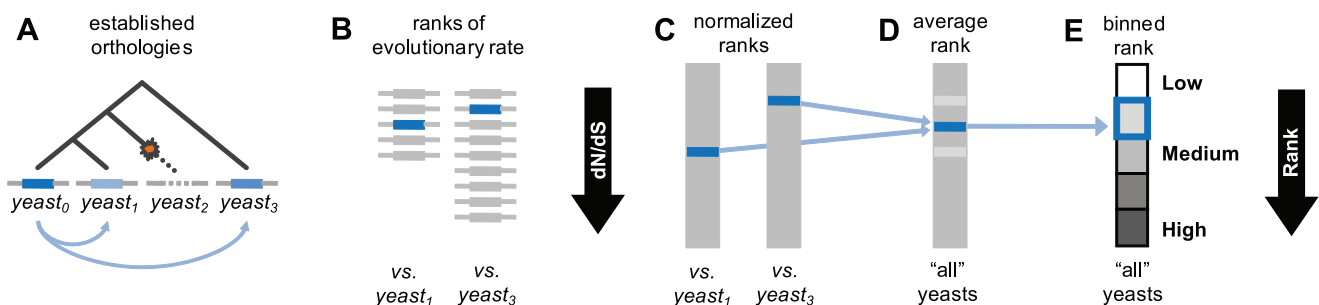 A
established
orthologies
yeast₀ yeast₁ yeast₂ yeast₃
B
ranks of
evolutionary rate
vs.
yeast₁
vs.
yeast₃
dN/dS
C
normalized
ranks
vs.
yeast₁
vs.
yeast₃
D
average
rank
“all”
yeasts
E
binned
rank
Low
Medium
High
“all”
yeasts
Rank